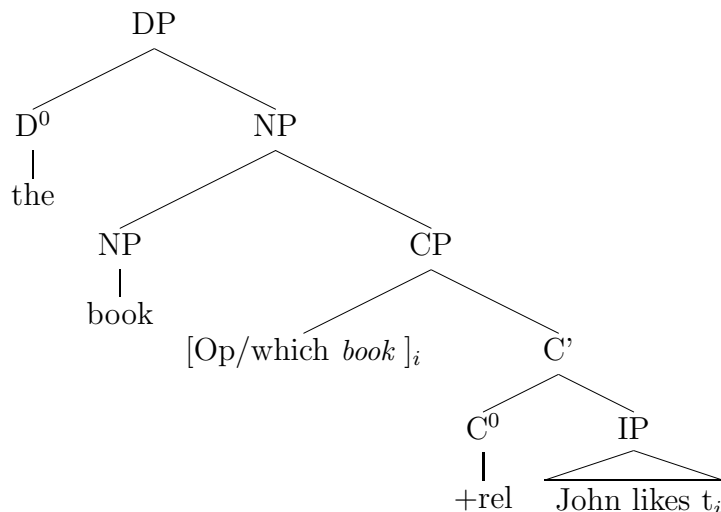 DP
D⁰ NP
the
NP CP
book
[Op/which book ]ᵢ C’
C⁰ IP
+rel John likes tᵢ